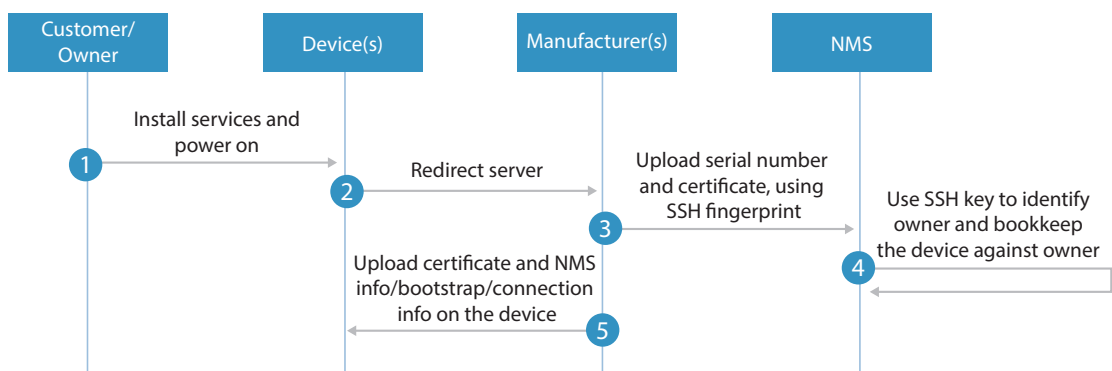 Customer/
Owner
Device(s)
Manufacturer(s)
NMS
Install services and
power on
1
2
Redirect server
Upload serial number
and certificate, using
SSH fingerprint
3
Use SSH key to identify
owner and bookkeep
the device against owner
4
Upload certificate and NMS
info/bootstrap/connection
info on the device
5